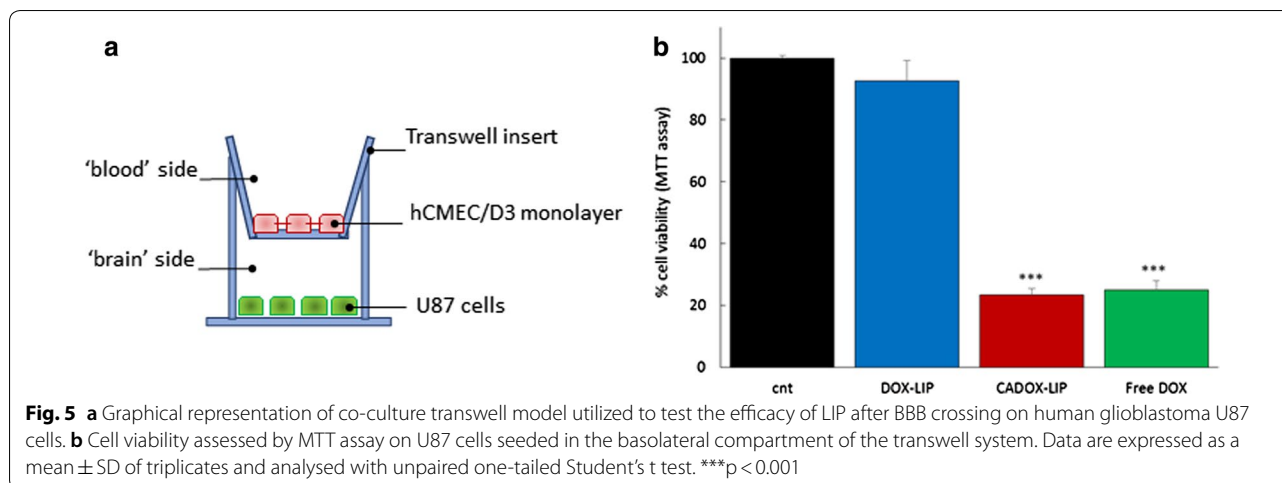 a
'blood' side
'brain' side
Transwell insert
hCMEC/D3 monolayer
U87 cells
b
% cell viability (MTT assay)
100
80
60
40
20
0
***
***
cnt
DOX-LIP
CADOX-LIP
Free DOX
Fig. 5 a Graphical representation of co-culture transwell model utilized to test the efficacy of LIP after BBB crossing on human glioblastoma U87
cells. b Cell viability assessed by MTT assay on U87 cells seeded in the basolateral compartment of the transwell system. Data are expressed as a
mean ± SD of triplicates and analysed with unpaired one-tailed Student's t test. ***p < 0.001